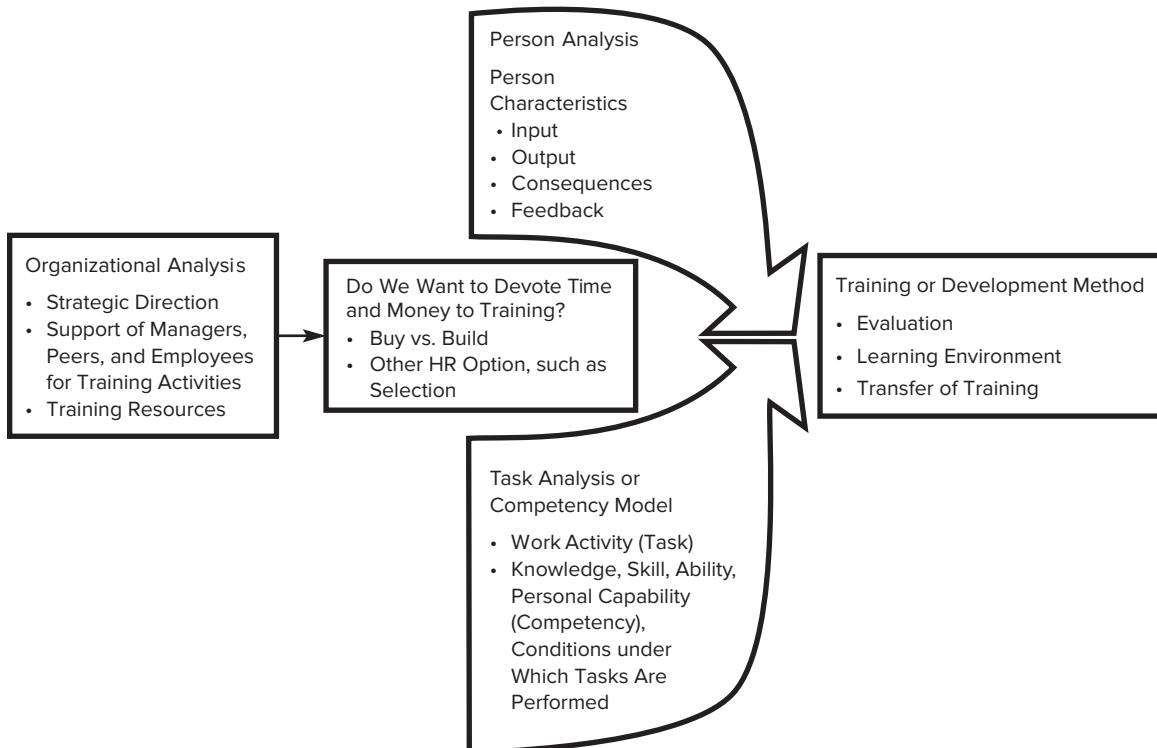 Organizational Analysis
• Strategic Direction
• Support of Managers,
Peers, and Employees
for Training Activities
• Training Resources
Do We Want to Devote Time
and Money to Training?
• Buy vs. Build
• Other HR Option, such as
Selection
Person Analysis
Person
Characteristics
• Input
• Output
• Consequences
• Feedback
Task Analysis or
Competency Model
• Work Activity (Task)
• Knowledge, Skill, Ability,
Personal Capability
(Competency),
Conditions under
Which Tasks Are
Performed
Training or Development Method
• Evaluation
• Learning Environment
• Transfer of Training